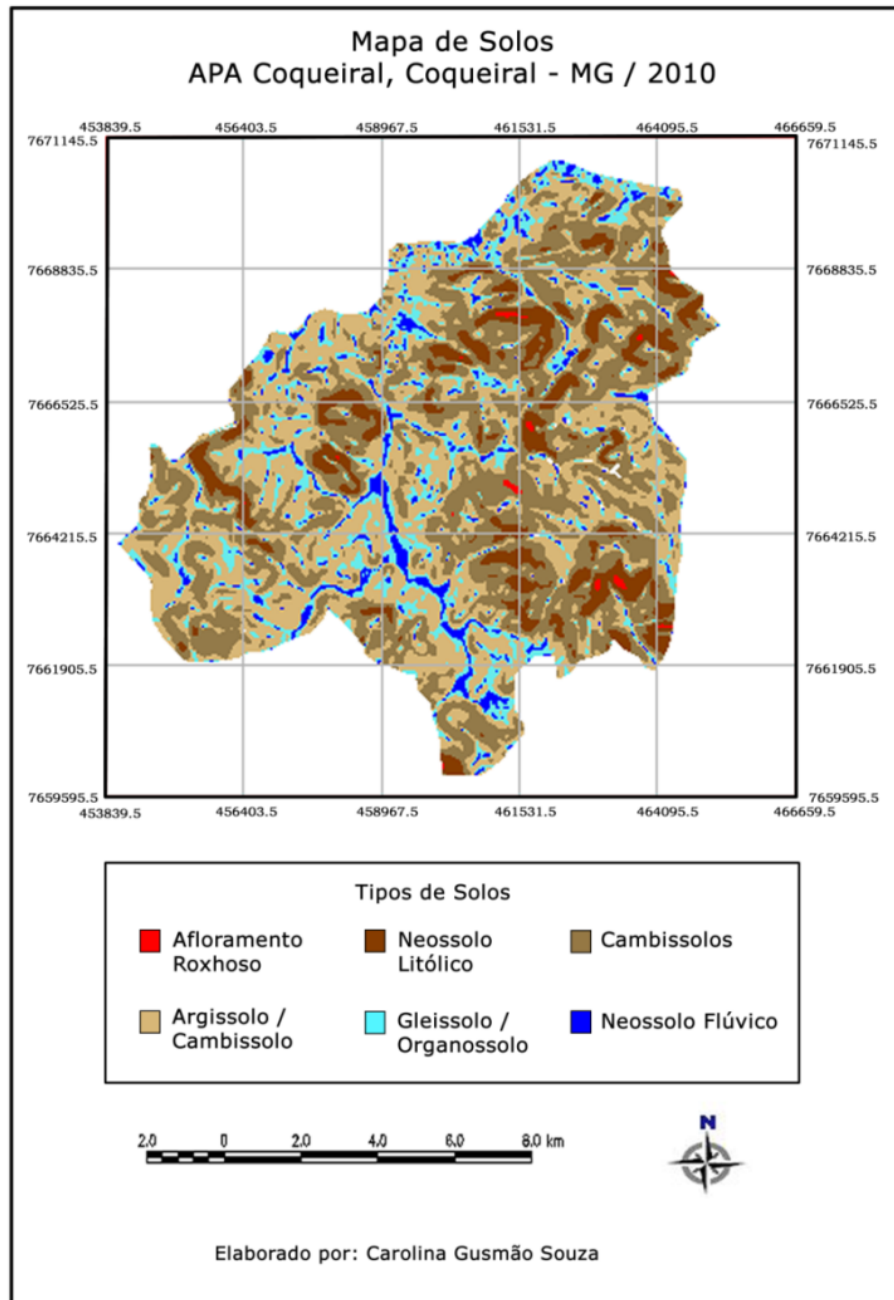 Mapa de Solos
APA Coqueiral, Coqueiral - MG / 2010
453839.5 456403.5 458967.5 461531.5 464095.5 466659.5
7671145.5 7671145.5
7668835.5 7668835.5
7666525.5 7666525.5
7664215.5 7664215.5
7661905.5 7661905.5
7659595.5 7659595.5
453839.5 456403.5 458967.5 461531.5 464095.5 466659.5
Tipos de Solos
Afloramento
Roxhoso
Neossolo
Litólico
Cambissolos
Argissolo /
Cambissolo
Gleissolo /
Organossolo
Neossolo Flúvico
2.0 0 2.0 4.0 6.0 8.0 km
N
Elaborado por: Carolina Gusmão Souza